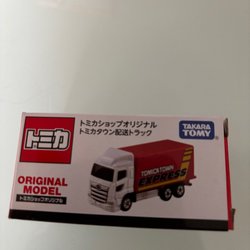 トミカ
トミカショップオリジナル
トミカタウン配送トラック
TAKARA TOMY
ORIGINAL MODEL
トミカショップオリジナル
TOMICA TOWN
EXPRESS